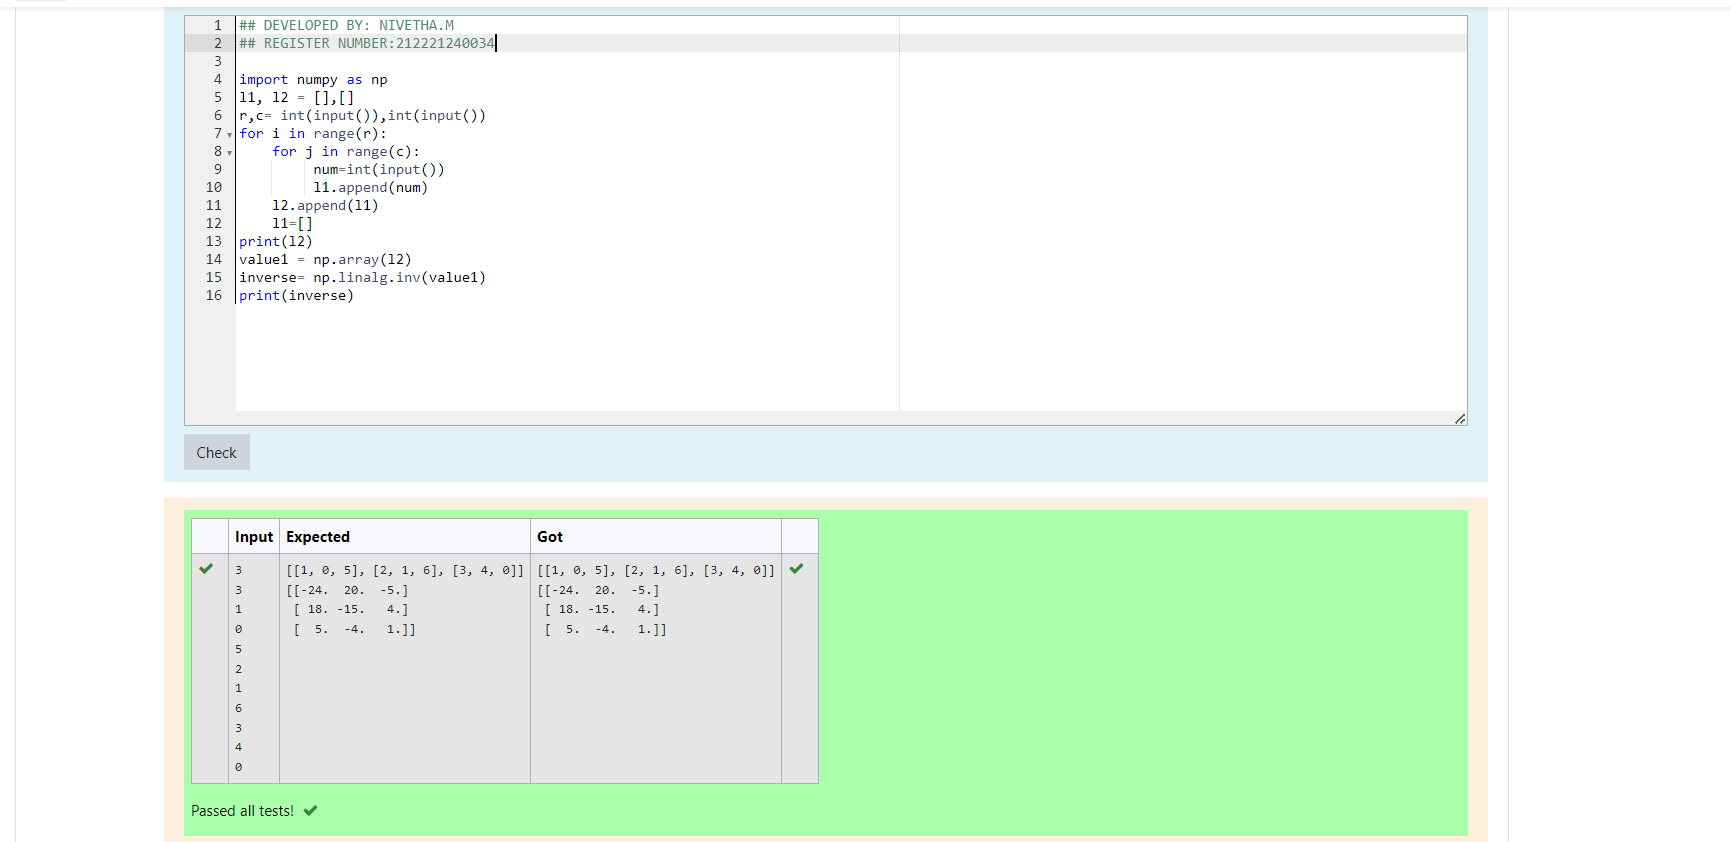 1 ## DEVELOPED BY: NIVETHA.M
2 ## REGISTER NUMBER:212221240034
3
4 import numpy as np
5 l1, l2 = [],[]
6 r,c= int(input()),int(input())
7 for i in range(r):
8     for j in range(c):
9          num=int(input())
10          l1.append(num)
11     l2.append(l1)
12     l1=[]
13 print(l2)
14 value1 = np.array(l2)
15 inverse= np.linalg.inv(value1)
16 print(inverse)
Check
Input Expected Got
3 [[1, 0, 5], [2, 1, 6], [3, 4, 0]] [[1, 0, 5], [2, 1, 6], [3, 4, 0]]
3 [[-24.  20.  -5.] [[-24.  20.  -5.]
1  [ 18. -15.   4.]  [ 18. -15.   4.]
0  [  5.  -4.   1.]]  [  5.  -4.   1.]]
5
2
1
6
3
4
0
Passed all tests!